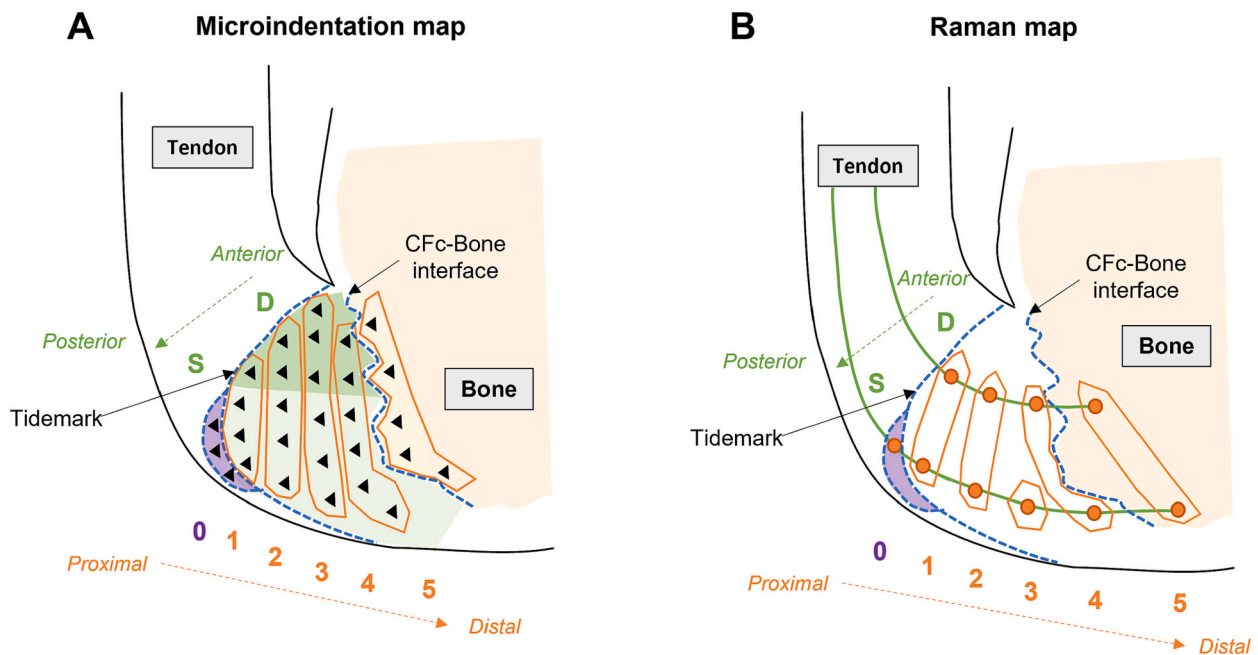 A
Microindentation map
Tendon
Anterior
CFc-Bone
interface
D
Posterior
S
Bone
Tidemark
0
1
2
3
4
5
Proximal
Distal
B
Raman map
Tendon
Anterior
CFc-Bone
interface
D
Posterior
Bone
S
Tidemark
0
1
2
3
4
5
Proximal
Distal